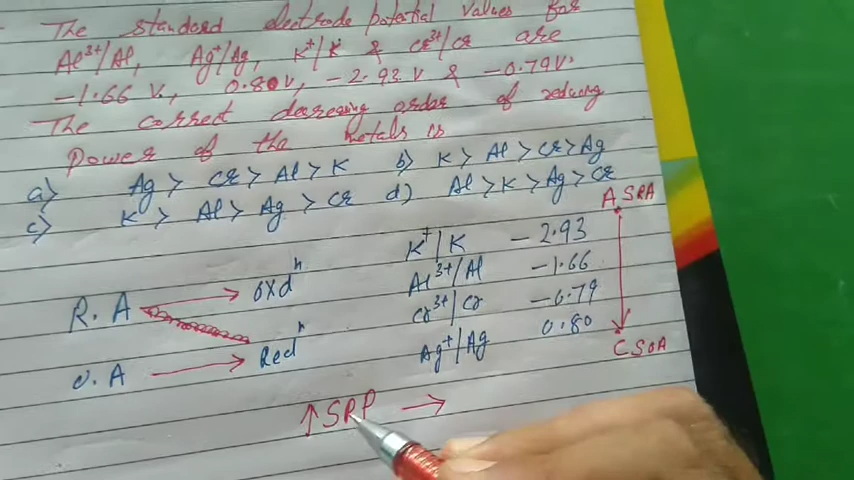 The standard electrode potential values for
Al³⁺/Al, Ag⁺/Ag, K⁺/K & Cr³⁺/Cr are
-1.66 V, 0.80V, -2.93 V & -0.79V.
The correct decreasing order of reducing
Power of the metals is
a) Ag > Cr > Al > K b) K > Al > Cr > Ag
c) K > Al > Ag > Cr d) Al > K > Ag > Cr
A SRA
K⁺/K -2.93
R.A → oxdⁿ Al³⁺/Al -1.66
Cr³⁺/Cr -0.79
O.A → Redⁿ Ag⁺/Ag 0.80
C SOA
↑ SRP →